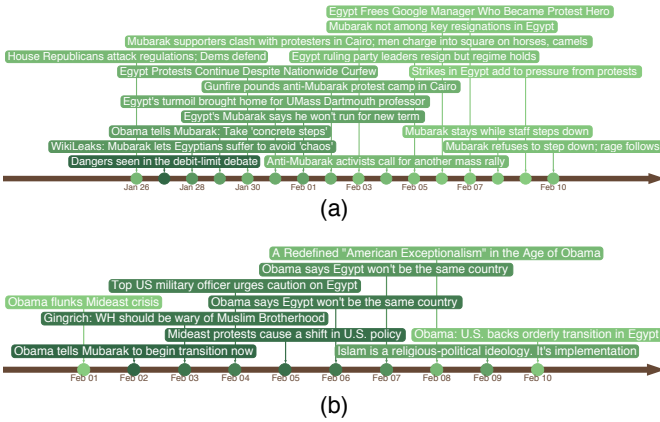 Egypt Frees Google Manager Who Became Protest Hero
Mubarak not among key resignations in Egypt
Mubarak supporters clash with protesters in Cairo; men charge into square on horses, camels
House Republicans attack regulations; Dems defend
Egypt ruling party leaders resign but regime holds
Egypt Protests Continue Despite Nationwide Curfew
Strikes in Egypt add to pressure from protests
Gunfire pounds anti-Mubarak protest camp in Cairo
Egypt's turmoil brought home for UMass Dartmouth professor
Egypt's Mubarak says he won't run for new term
Obama tells Mubarak: Take 'concrete steps'
Mubarak stays while staff steps down
WikiLeaks: Mubarak lets Egyptians suffer to avoid 'chaos'
Mubarak refuses to step down; rage follows
Dangers seen in the debit-limit debate
Anti-Mubarak activists call for another mass rally
Jan 26 Jan 28 Jan 30 Feb 01 Feb 03 Feb 05 Feb 07 Feb 10
(a)
A Redefined "American Exceptionalism" in the Age of Obama
Obama says Egypt won't be the same country
Top US military officer urges caution on Egypt
Obama flunks Mideast crisis
Obama says Egypt won't be the same country
Gingrich: WH should be wary of Muslim Brotherhood
Mideast protests cause a shift in U.S. policy
Obama: U.S. backs orderly transition in Egypt
Obama tells Mubarak to begin transition now
Islam is a religious-political ideology. It's implementation
Feb 01 Feb 02 Feb 03 Feb 04 Feb 05 Feb 06 Feb 07 Feb 08 Feb 09 Feb 10
(b)